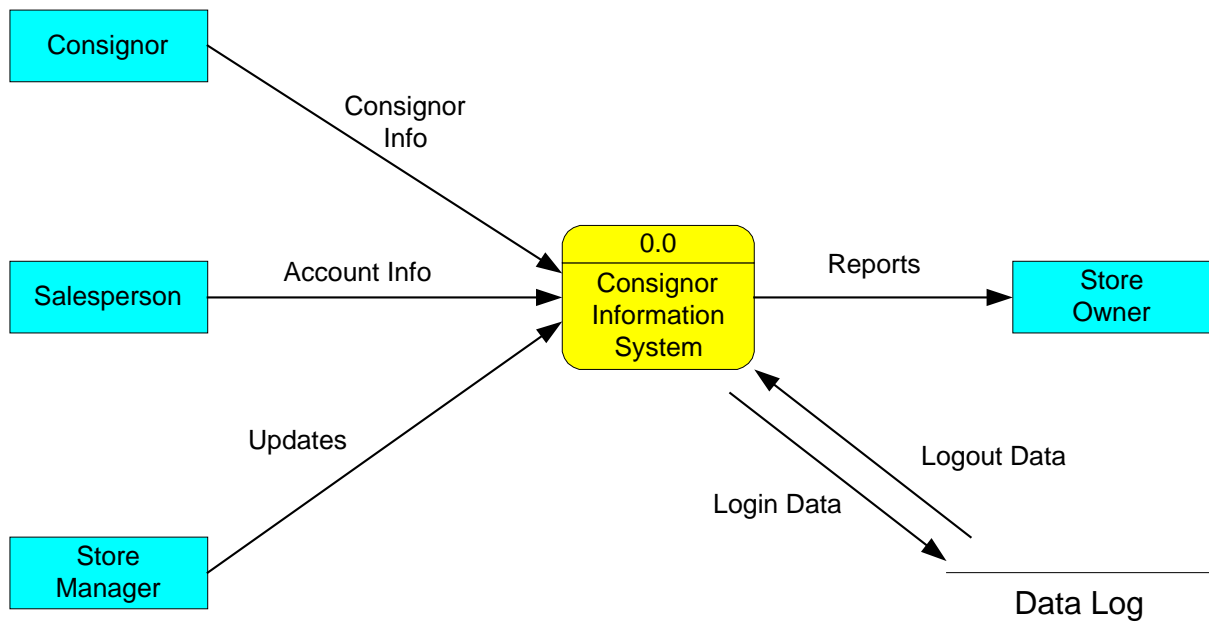 Consignor
Consignor
Info
0.0
Salesperson
Account Info
Consignor
Information
System
Reports
Store
Owner
Updates
Logout Data
Login Data
Store
Manager
Data Log